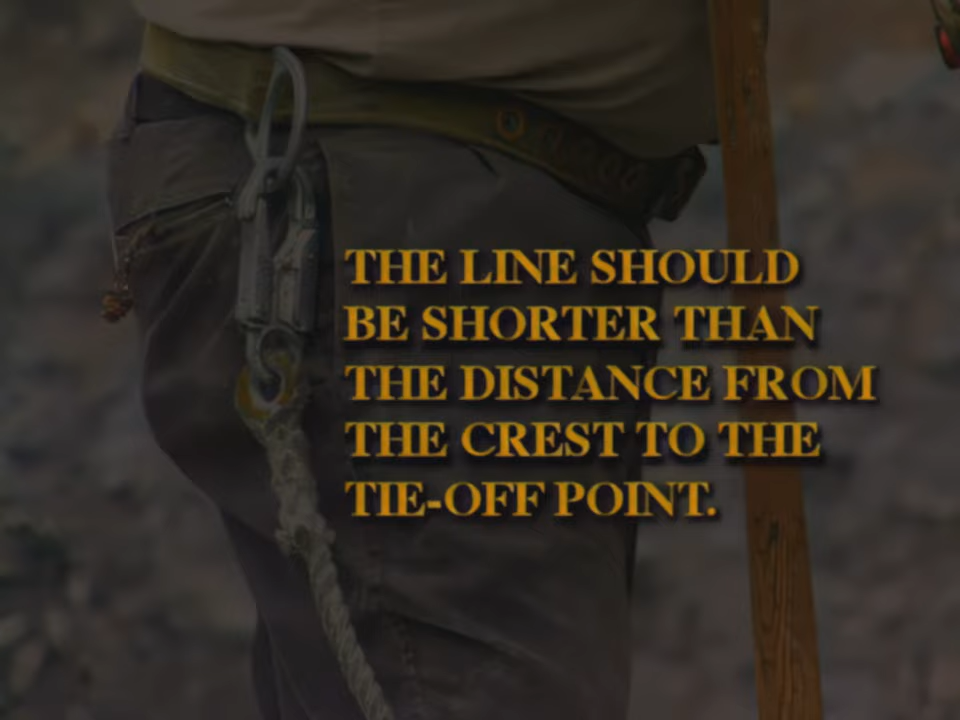 THE LINE SHOULD
BE SHORTER THAN
THE DISTANCE FROM
THE CREST TO THE
TIE-OFF POINT.